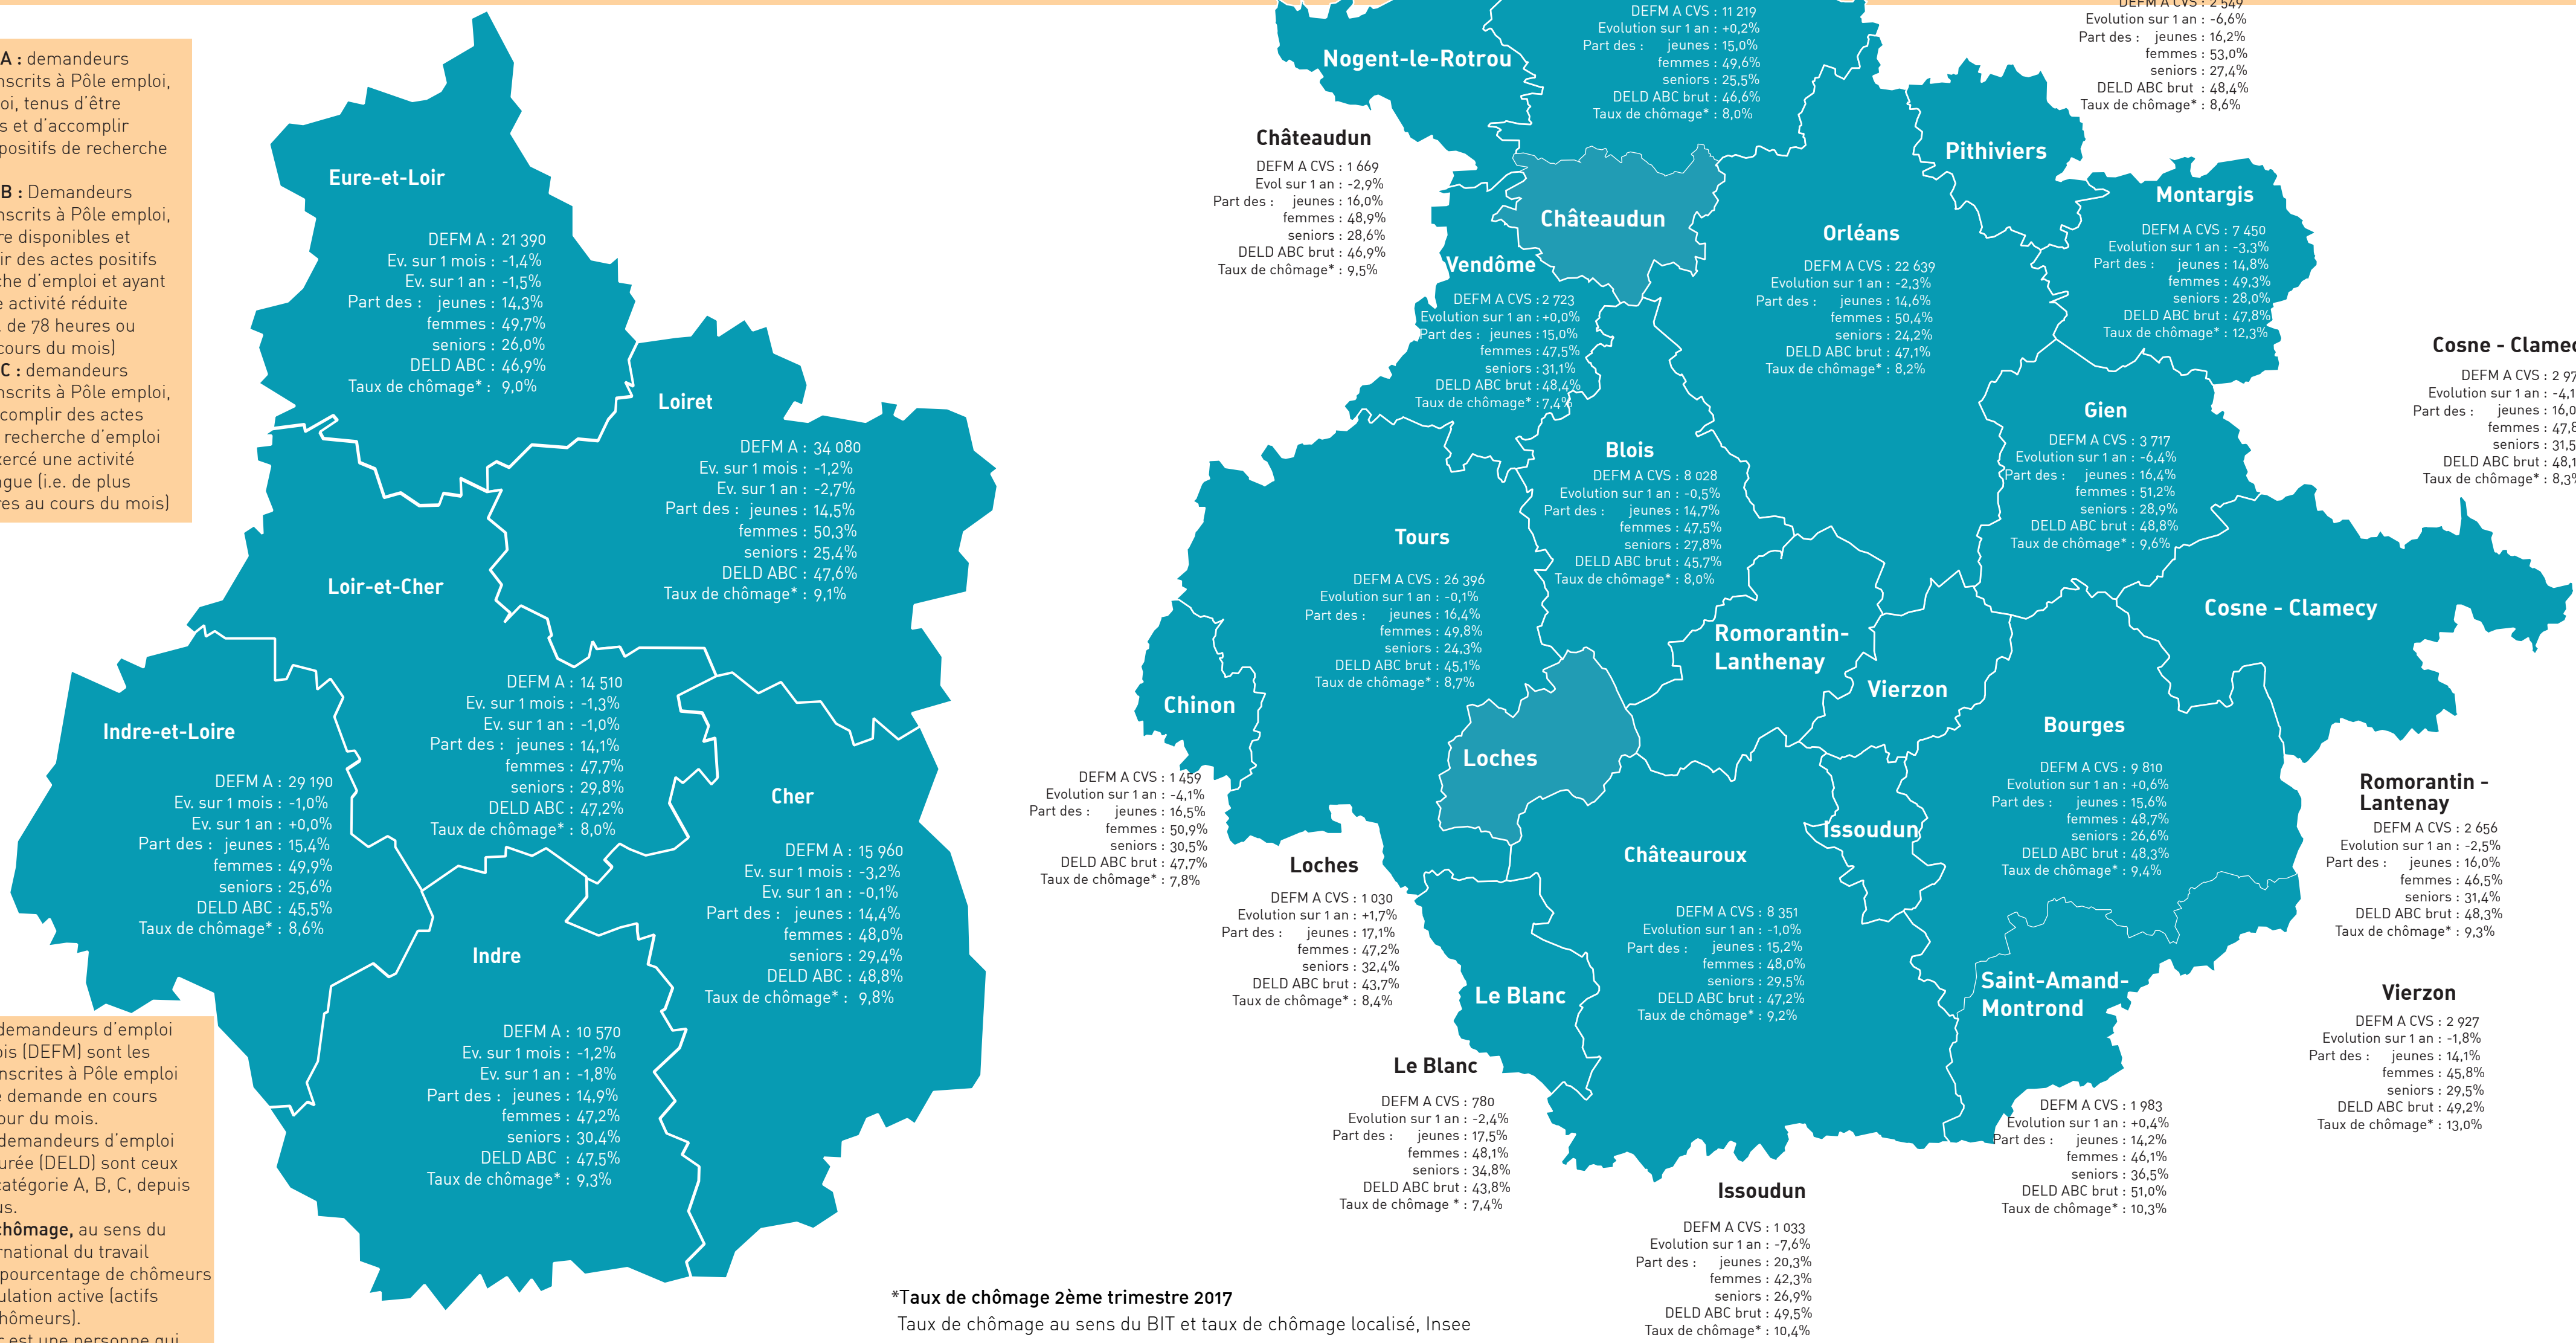 A : demandeurs
nscrits à Pôle emploi,
oi, tenus d'être
s et d'accomplir
positifs de recherche
B : Demandeurs
nscrits à Pôle emploi,
re disponibles et
ir des actes positifs
che d'emploi et ayant
e activité réduite
. de 78 heures ou
cours du mois)
C : demandeurs
nscrits à Pôle emploi,
complir des actes
recherche d'emploi
xercé une activité
gue (i.e. de plus
res au cours du mois)
demandeurs d'emploi
ois (DEFM) sont les
nscrites à Pôle emploi
e demande en cours
our du mois.
demandeurs d'emploi
urée (DELD) sont ceux
catégorie A, B, C, depuis
us.
chômage, au sens du
rnational du travail
pourcentage de chômeurs
ulation active (actifs
hômeurs).
r est une personne qui
Eure-et-Loir
DEFM A : 21 390
Ev. sur 1 mois : -1,4%
Ev. sur 1 an : -1,5%
Part des : jeunes : 14,3%
femmes : 49,7%
seniors : 26,0%
DELD ABC : 46,9%
Taux de chômage* : 9,0%
Loiret
DEFM A : 34 080
Ev. sur 1 mois : -1,2%
Ev. sur 1 an : -2,7%
Part des : jeunes : 14,5%
femmes : 50,3%
seniors : 25,4%
DELD ABC : 47,6%
Taux de chômage* : 9,1%
Loir-et-Cher
DEFM A : 14 510
Ev. sur 1 mois : -1,3%
Ev. sur 1 an : -1,0%
Part des : jeunes : 14,1%
femmes : 47,7%
seniors : 29,8%
DELD ABC : 47,2%
Taux de chômage* : 8,0%
Indre-et-Loire
DEFM A : 29 190
Ev. sur 1 mois : -1,0%
Ev. sur 1 an : +0,0%
Part des : jeunes : 15,4%
femmes : 49,9%
seniors : 25,6%
DELD ABC : 45,5%
Taux de chômage* : 8,6%
Cher
DEFM A : 15 960
Ev. sur 1 mois : -3,2%
Ev. sur 1 an : -0,1%
Part des : jeunes : 14,4%
femmes : 48,0%
seniors : 29,4%
DELD ABC : 48,8%
Taux de chômage* : 9,8%
Indre
DEFM A : 10 570
Ev. sur 1 mois : -1,2%
Ev. sur 1 an : -1,8%
Part des : jeunes : 14,9%
femmes : 47,2%
seniors : 30,4%
DELD ABC : 47,5%
Taux de chômage* : 9,3%
Nogent-le-Rotrou
DEFM A CVS : 11 219
Evolution sur 1 an : +0,2%
Part des : jeunes : 15,0%
femmes : 49,6%
seniors : 25,5%
DELD ABC brut : 46,6%
Taux de chômage* : 8,0%
DEFM A CVS : 2 549
Evolution sur 1 an : -6,6%
Part des : jeunes : 16,2%
femmes : 53,0%
seniors : 27,4%
DELD ABC brut : 48,4%
Taux de chômage* : 8,6%
Châteaudun
DEFM A CVS : 1 669
Evol sur 1 an : -2,9%
Part des : jeunes : 16,0%
femmes : 48,9%
seniors : 28,6%
DELD ABC brut : 46,9%
Taux de chômage* : 9,5%
Châteaudun
Pithiviers
Montargis
DEFM A CVS : 7 450
Evolution sur 1 an : -3,3%
Part des : jeunes : 14,8%
femmes : 49,3%
seniors : 28,0%
DELD ABC brut : 47,8%
Taux de chômage* : 12,3%
Orléans
DEFM A CVS : 22 639
Evolution sur 1 an : -2,3%
Part des : jeunes : 14,6%
femmes : 50,4%
seniors : 24,2%
DELD ABC brut : 47,1%
Taux de chômage* : 8,2%
Vendôme
DEFM A CVS : 2 723
Evolution sur 1 an : +0,0%
Part des : jeunes : 15,0%
femmes : 47,5%
seniors : 31,1%
DELD ABC brut : 48,4%
Taux de chômage* : 7,4%
Cosne - Clamec
DEFM A CVS : 2 97
Evolution sur 1 an : -4,1
Part des : jeunes : 16,0
femmes : 47,8
seniors : 31,5
DELD ABC brut : 48,1
Taux de chômage* : 8,3%
Gien
DEFM A CVS : 3 717
Evolution sur 1 an : -6,4%
Part des : jeunes : 16,4%
femmes : 51,2%
seniors : 28,9%
DELD ABC brut : 48,8%
Taux de chômage* : 9,6%
Blois
DEFM A CVS : 8 028
Evolution sur 1 an : -0,5%
Part des : jeunes : 14,7%
femmes : 47,5%
seniors : 27,8%
DELD ABC brut : 45,7%
Taux de chômage* : 8,0%
Tours
DEFM A CVS : 26 396
Evolution sur 1 an : -0,1%
Part des : jeunes : 16,4%
femmes : 49,8%
seniors : 24,3%
DELD ABC brut : 45,1%
Taux de chômage* : 8,7%
Cosne - Clamecy
Romorantin-
Lanthenay
Vierzon
Chinon
DEFM A CVS : 1 459
Evolution sur 1 an : -4,1%
Part des : jeunes : 16,5%
femmes : 50,9%
seniors : 30,5%
DELD ABC brut : 47,7%
Taux de chômage* : 7,8%
Loches
Bourges
DEFM A CVS : 9 810
Evolution sur 1 an : +0,6%
Part des : jeunes : 15,6%
femmes : 48,7%
seniors : 26,6%
DELD ABC brut : 48,3%
Taux de chômage* : 9,4%
Romorantin -
Lantenay
DEFM A CVS : 2 656
Evolution sur 1 an : -2,5%
Part des : jeunes : 16,0%
femmes : 46,5%
seniors : 31,4%
DELD ABC brut : 48,3%
Taux de chômage* : 9,3%
Issoudun
Châteauroux
DEFM A CVS : 8 351
Evolution sur 1 an : -1,0%
Part des : jeunes : 15,2%
femmes : 48,0%
seniors : 29,5%
DELD ABC brut : 47,2%
Taux de chômage* : 9,2%
Loches
DEFM A CVS : 1 030
Evolution sur 1 an : +1,7%
Part des : jeunes : 17,1%
femmes : 47,2%
seniors : 32,4%
DELD ABC brut : 43,7%
Taux de chômage* : 8,4%
Le Blanc
Saint-Amand-
Montrond
DEFM A CVS : 1 983
Evolution sur 1 an : +0,4%
Part des : jeunes : 14,2%
femmes : 46,1%
seniors : 36,5%
DELD ABC brut : 51,0%
Taux de chômage* : 10,3%
Vierzon
DEFM A CVS : 2 927
Evolution sur 1 an : -1,8%
Part des : jeunes : 14,1%
femmes : 45,8%
seniors : 29,5%
DELD ABC brut : 49,2%
Taux de chômage* : 13,0%
Le Blanc
DEFM A CVS : 780
Evolution sur 1 an : -2,4%
Part des : jeunes : 17,5%
femmes : 48,1%
seniors : 34,8%
DELD ABC brut : 43,8%
Taux de chômage * : 7,4%
Issoudun
DEFM A CVS : 1 033
Evolution sur 1 an : -7,6%
Part des : jeunes : 20,3%
femmes : 42,3%
seniors : 26,9%
DELD ABC brut : 49,5%
Taux de chômage* : 10,4%
*Taux de chômage 2ème trimestre 2017
Taux de chômage au sens du BIT et taux de chômage localisé, Insee